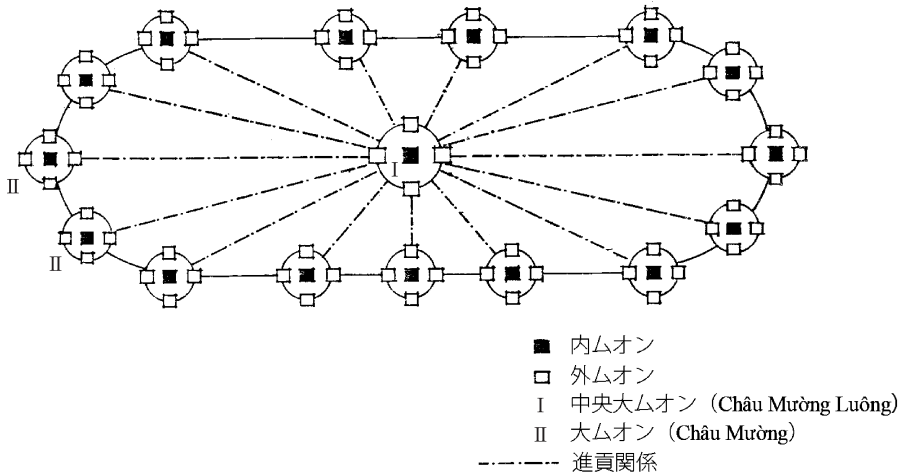 I
II
II
内ムオン
外ムオン
I 中央大ムオン（Châu Mường Luông）
II 大ムオン（Châu Mường）
進貢関係